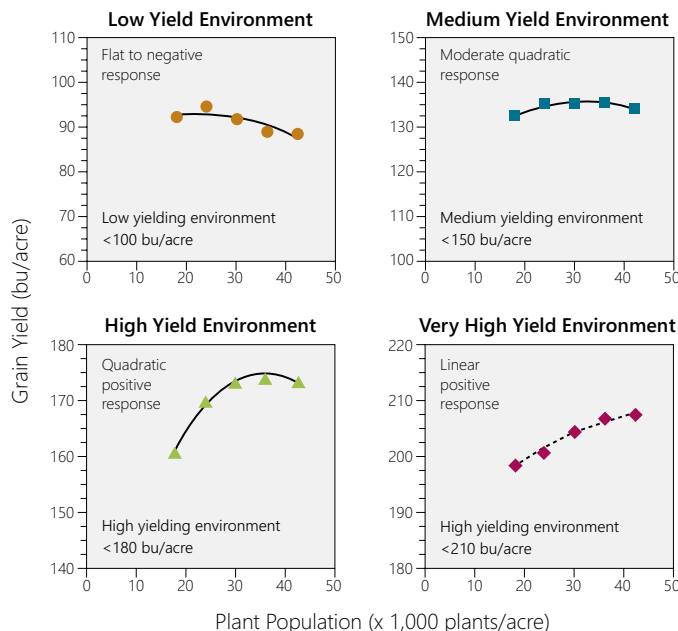 Low Yield Environment
110
100
90
80
70
60
0
10
20
30
40
50
Flat to negative
response
Low yielding environment
<100 bu/acre
Medium Yield Environment
150
140
130
120
110
100
0
10
20
30
40
50
Moderate quadratic
response
Medium yielding environment
<150 bu/acre
Grain Yield (bu/acre)
High Yield Environment
180
170
160
150
140
0
10
20
30
40
50
Quadratic
positive
response
High yielding environment
<180 bu/acre
Very High Yield Environment
220
210
200
190
180
0
10
20
30
40
50
Linear
positive
response
High yielding environment
<210 bu/acre
Plant Population (x 1,000 plants/acre)